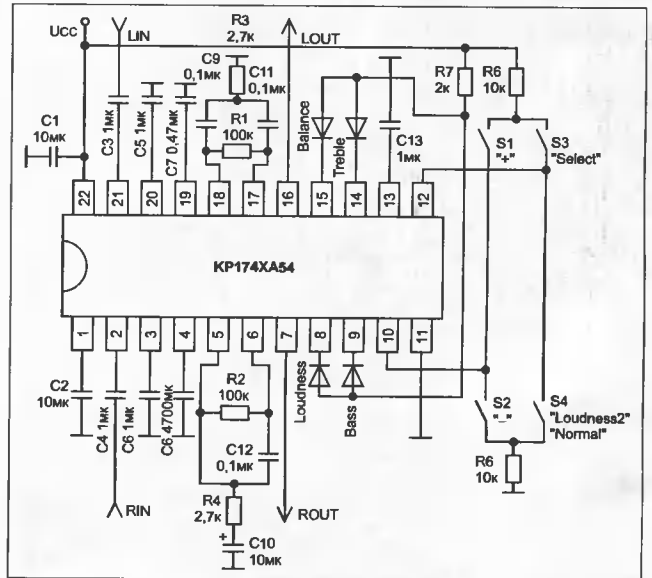 Ucc
LIN
R3
2,7к
LOUT
C9
0,1мк
C11
0,1мк
R1
100к
C1
10мк
C3 1мк
C5 1мк
C7 0,47мк
Balance
Treble
C13
1мк
R7
2к
R6
10к
S1
"+"
S3
"Select"
22
21
20
19
18
17
16
15
14
13
12
КР174ХА54
1
2
3
4
5
6
7
8
9
10
11
C2
10мк
C4 1мк
C6 1мк
C6 4700мк
R2
100к
C12
0,1мк
R4
2,7к
+
C10
10мк
RIN
ROUT
Loudness
Bass
S2
"–"
S4
"Loudness2"
"Normal"
R6
10к